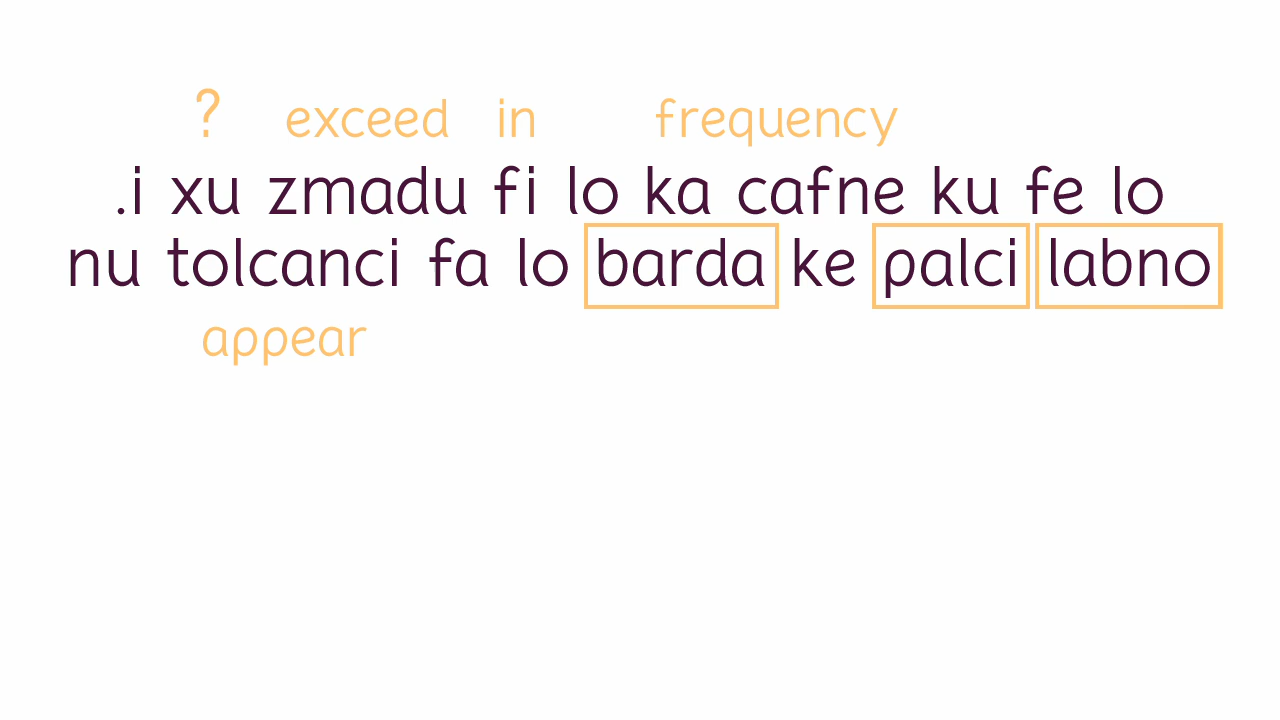 ? exceed in frequency
.i xu zmadu fi lo ka cafne ku fe lo
nu tolcanci fa lo barda ke palci labno
appear